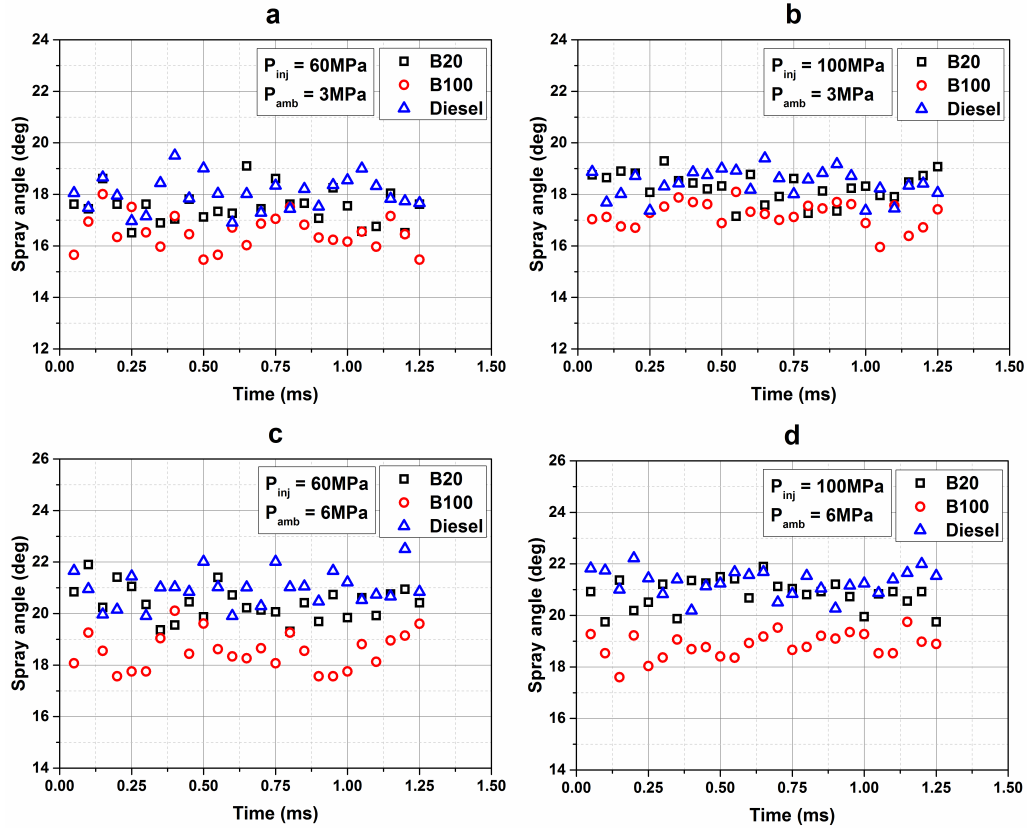 a
24
22
20
18
16
14
12
Spray angle (deg)
P_inj = 60MPa
P_amb = 3MPa
B20
B100
Diesel
0.00 0.25 0.50 0.75 1.00 1.25 1.50
Time (ms)
b
24
22
20
18
16
14
12
Spray angle (deg)
P_inj = 100MPa
P_amb = 3MPa
B20
B100
Diesel
0.00 0.25 0.50 0.75 1.00 1.25 1.50
Time (ms)
c
26
24
22
20
18
16
14
Spray angle (deg)
P_inj = 60MPa
P_amb = 6MPa
B20
B100
Diesel
0.00 0.25 0.50 0.75 1.00 1.25 1.50
Time (ms)
d
26
24
22
20
18
16
14
Spray angle (deg)
P_inj = 100MPa
P_amb = 6MPa
B20
B100
Diesel
0.00 0.25 0.50 0.75 1.00 1.25 1.50
Time (ms)